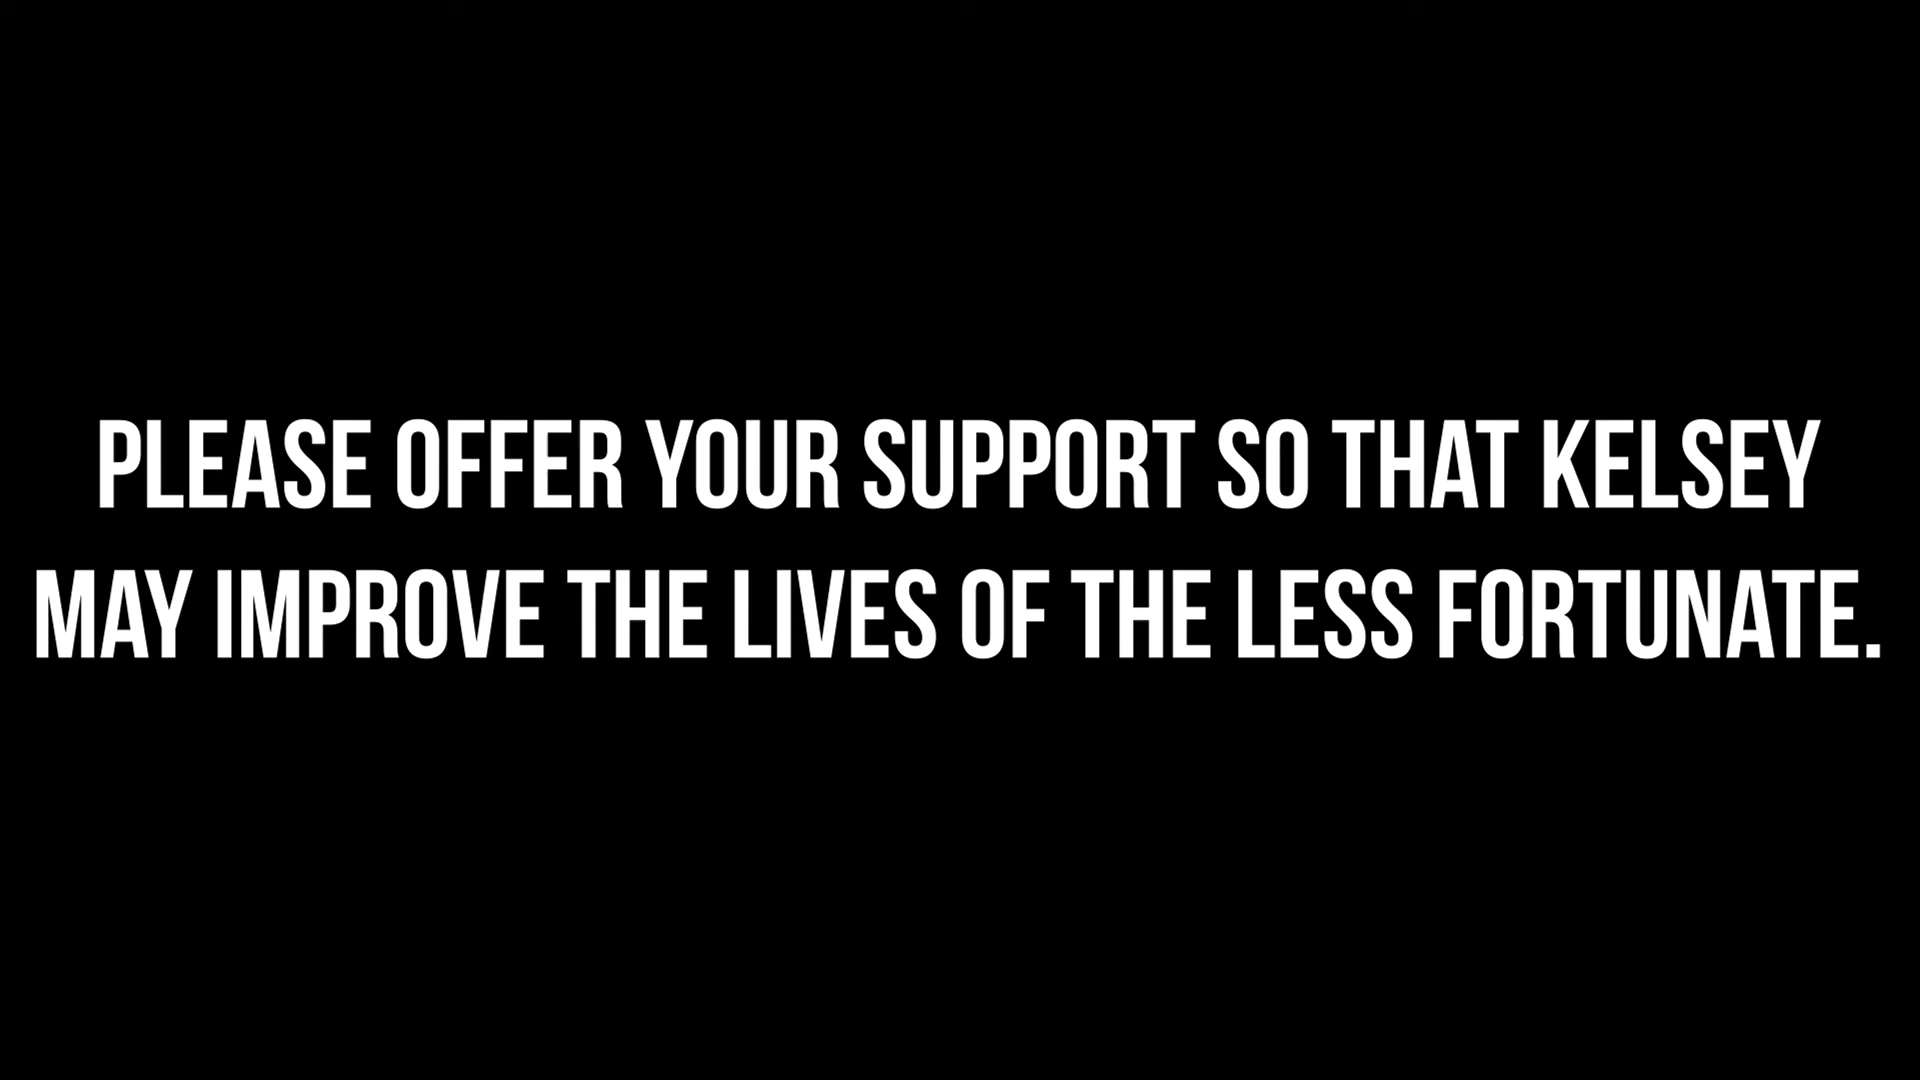 PLEASE OFFER YOUR SUPPORT SO THAT KELSEY
MAY IMPROVE THE LIVES OF THE LESS FORTUNATE.